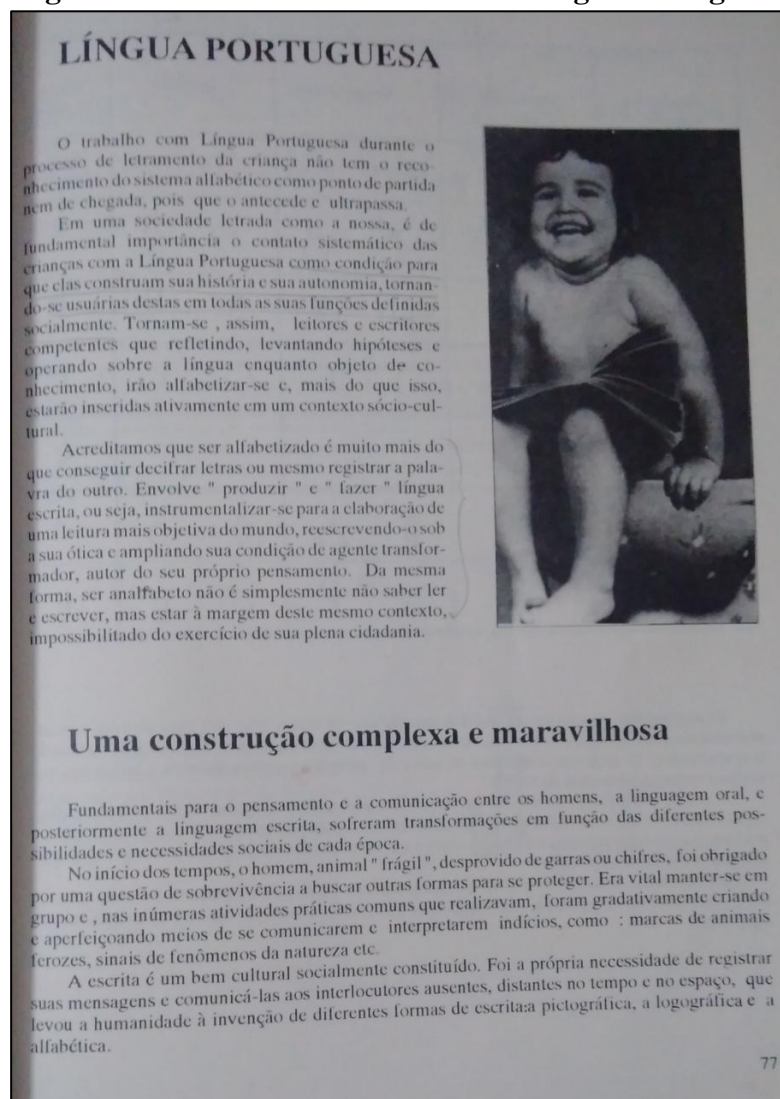 LÍNGUA PORTUGUESA
O trabalho com Língua Portuguesa durante o
processo de letramento da criança não tem o reco-
nhecimento do sistema alfabético como ponto de partida
nem de chegada, pois que o antecede e ultrapassa.
Em uma sociedade letrada como a nossa, é de
fundamental importância o contato sistemático das
crianças com a Língua Portuguesa como condição para
que elas construam sua história e sua autonomia, tornan-
do-se usuárias destas em todas as suas funções definidas
socialmente. Tornam-se , assim, leitores e escritores
competentes que refletindo, levantando hipóteses e
operando sobre a língua enquanto objeto de co-
nhecimento, irão alfabetizar-se e, mais do que isso,
estarão inseridas ativamente em um contexto sócio-cul-
tural.
Acreditamos que ser alfabetizado é muito mais do
que conseguir decifrar letras ou mesmo registrar a pala-
vra do outro. Envolve " produzir " e " fazer " língua
escrita, ou seja, instrumentalizar-se para a elaboração de
uma leitura mais objetiva do mundo, reescrevendo-o sob
a sua ótica e ampliando sua condição de agente transfor-
mador, autor do seu próprio pensamento. Da mesma
forma, ser analfabeto não é simplesmente não saber ler
e escrever, mas estar à margem deste mesmo contexto,
impossibilitado do exercício de sua plena cidadania.
Uma construção complexa e maravilhosa
Fundamentais para o pensamento e a comunicação entre os homens, a linguagem oral, e
posteriormente a linguagem escrita, sofreram transformações em função das diferentes pos-
sibilidades e necessidades sociais de cada época.
No início dos tempos, o homem, animal " frágil ", desprovido de garras ou chifres, foi obrigado
por uma questão de sobrevivência a buscar outras formas para se proteger. Era vital manter-se em
grupo e , nas inúmeras atividades práticas comuns que realizavam, foram gradativamente criando
e aperfeiçoando meios de se comunicarem e interpretarem indícios, como : marcas de animais
ferozes, sinais de fenômenos da natureza etc.
A escrita é um bem cultural socialmente constituído. Foi a própria necessidade de registrar
suas mensagens e comunicá-las aos interlocutores ausentes, distantes no tempo e no espaço, que
levou a humanidade à invenção de diferentes formas de escrita:a pictográfica, a logográfica e a
alfabética.
77